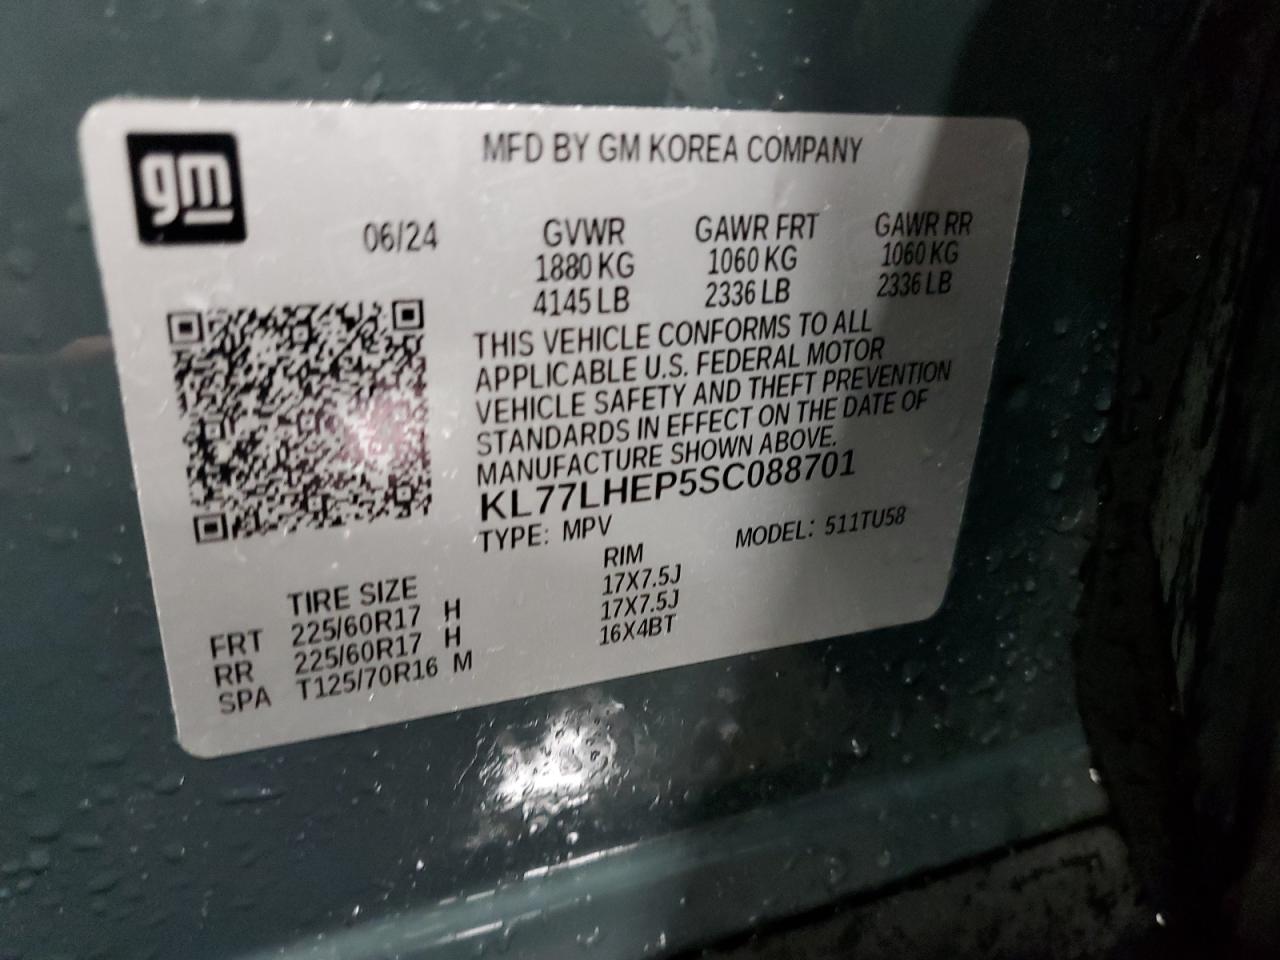 gm
MFD BY GM KOREA COMPANY
06/24 GVWR GAWR FRT GAWR RR
1880 KG 1060 KG 1060 KG
4145 LB 2336 LB 2336 LB
THIS VEHICLE CONFORMS TO ALL
APPLICABLE U.S. FEDERAL MOTOR
VEHICLE SAFETY AND THEFT PREVENTION
STANDARDS IN EFFECT ON THE DATE OF
MANUFACTURE SHOWN ABOVE.
KL77LHEP5SC088701
TYPE: MPV MODEL: 511TU58
TIRE SIZE RIM
FRT 225/60R17 H 17X7.5J
RR 225/60R17 H 17X7.5J
SPA T125/70R16 M 16X4BT